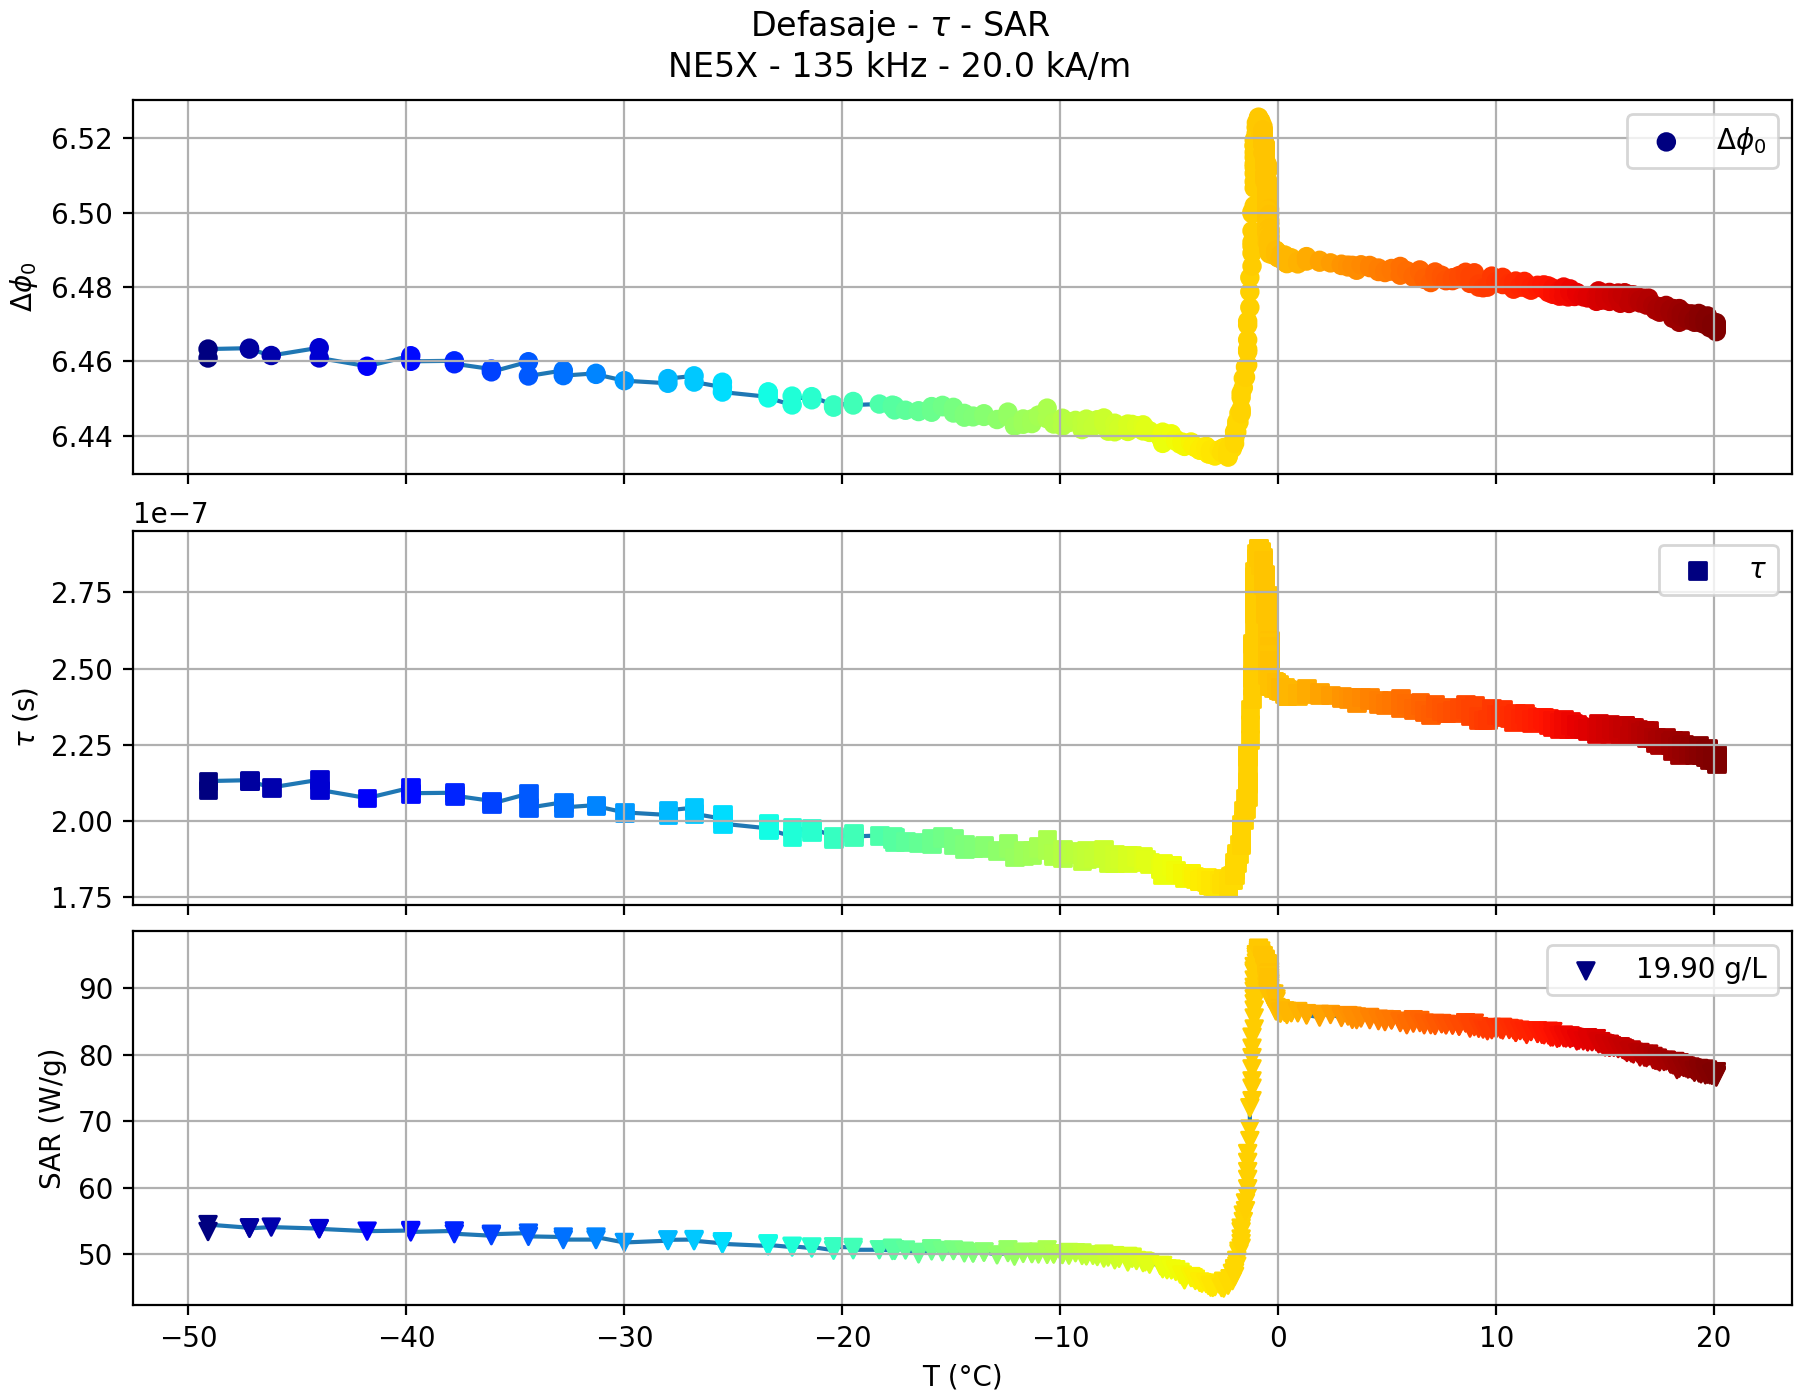 Defasaje - τ - SAR
NE5X - 135 kHz - 20.0 kA/m
6.52
6.50
6.48
6.46
6.44
Δϕ₀
Δϕ₀
1e−7
2.75
2.50
2.25
2.00
1.75
τ (s)
τ
90
80
70
60
50
SAR (W/g)
19.90 g/L
−50
−40
−30
−20
−10
0
10
20
T (°C)